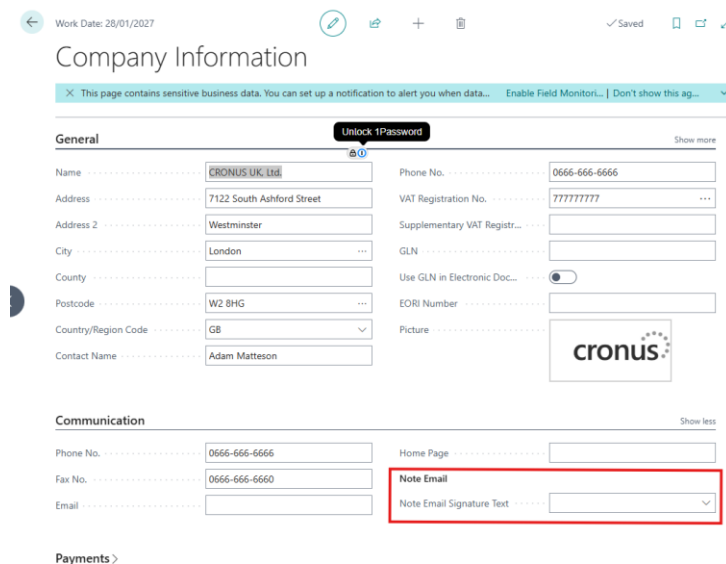 Work Date: 28/01/2027
Saved
Company Information
This page contains sensitive business data. You can set up a notification to alert you when data... Enable Field Monitori... | Don't show this ag...
Unlock 1Password
General
Show more
Name CRONUS UK, Ltd.
Address 7122 South Ashford Street
Address 2 Westminster
City London ...
County
Postcode W2 8HG ...
Country/Region Code GB
Contact Name Adam Matteson
Phone No. 0666-666-6666
VAT Registration No. 777777777 ...
Supplementary VAT Registr...
GLN
Use GLN in Electronic Doc...
EORI Number
Picture
cronus
Communication
Show less
Phone No. 0666-666-6666
Fax No. 0666-666-6660
Email
Home Page
Note Email
Note Email Signature Text
Payments >